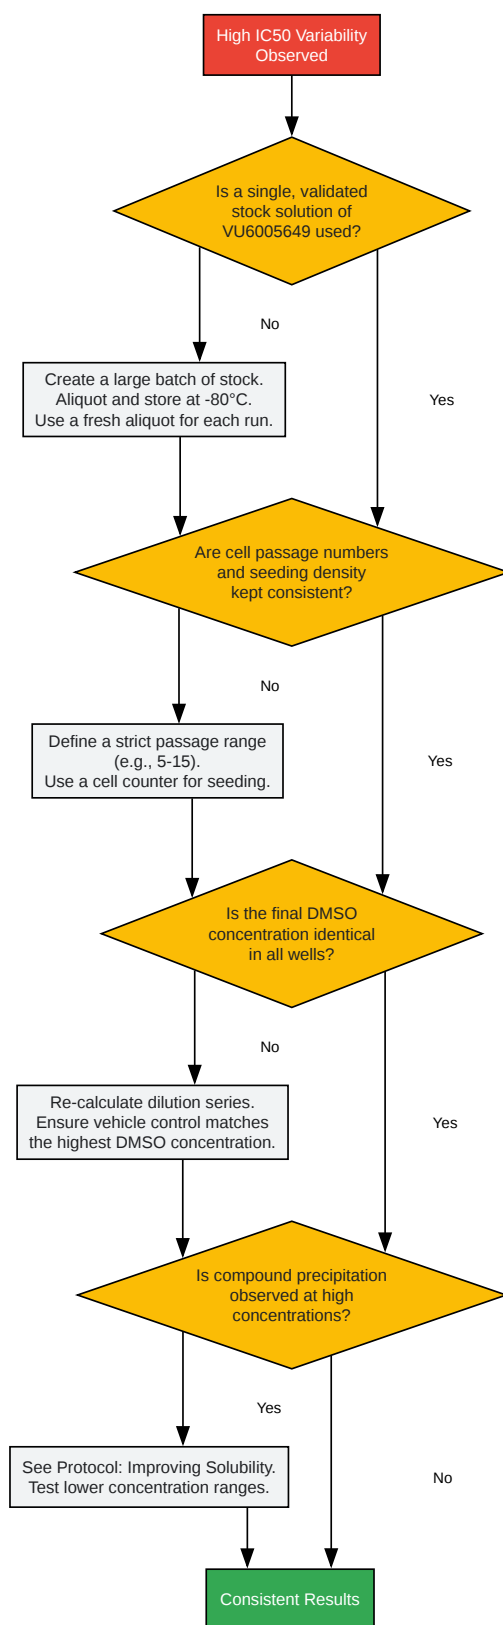 High IC50 Variability
Observed
Is a single, validated
stock solution of
VU6005649 used?
No
Create a large batch of stock.
Aliquot and store at -80°C.
Use a fresh aliquot for each run.
Yes
Are cell passage numbers
and seeding density
kept consistent?
No
Define a strict passage range
(e.g., 5-15).
Use a cell counter for seeding.
Yes
Is the final DMSO
concentration identical
in all wells?
No
Re-calculate dilution series.
Ensure vehicle control matches
the highest DMSO concentration.
Yes
Is compound precipitation
observed at high
concentrations?
Yes
See Protocol: Improving Solubility.
Test lower concentration ranges.
No
Consistent Results